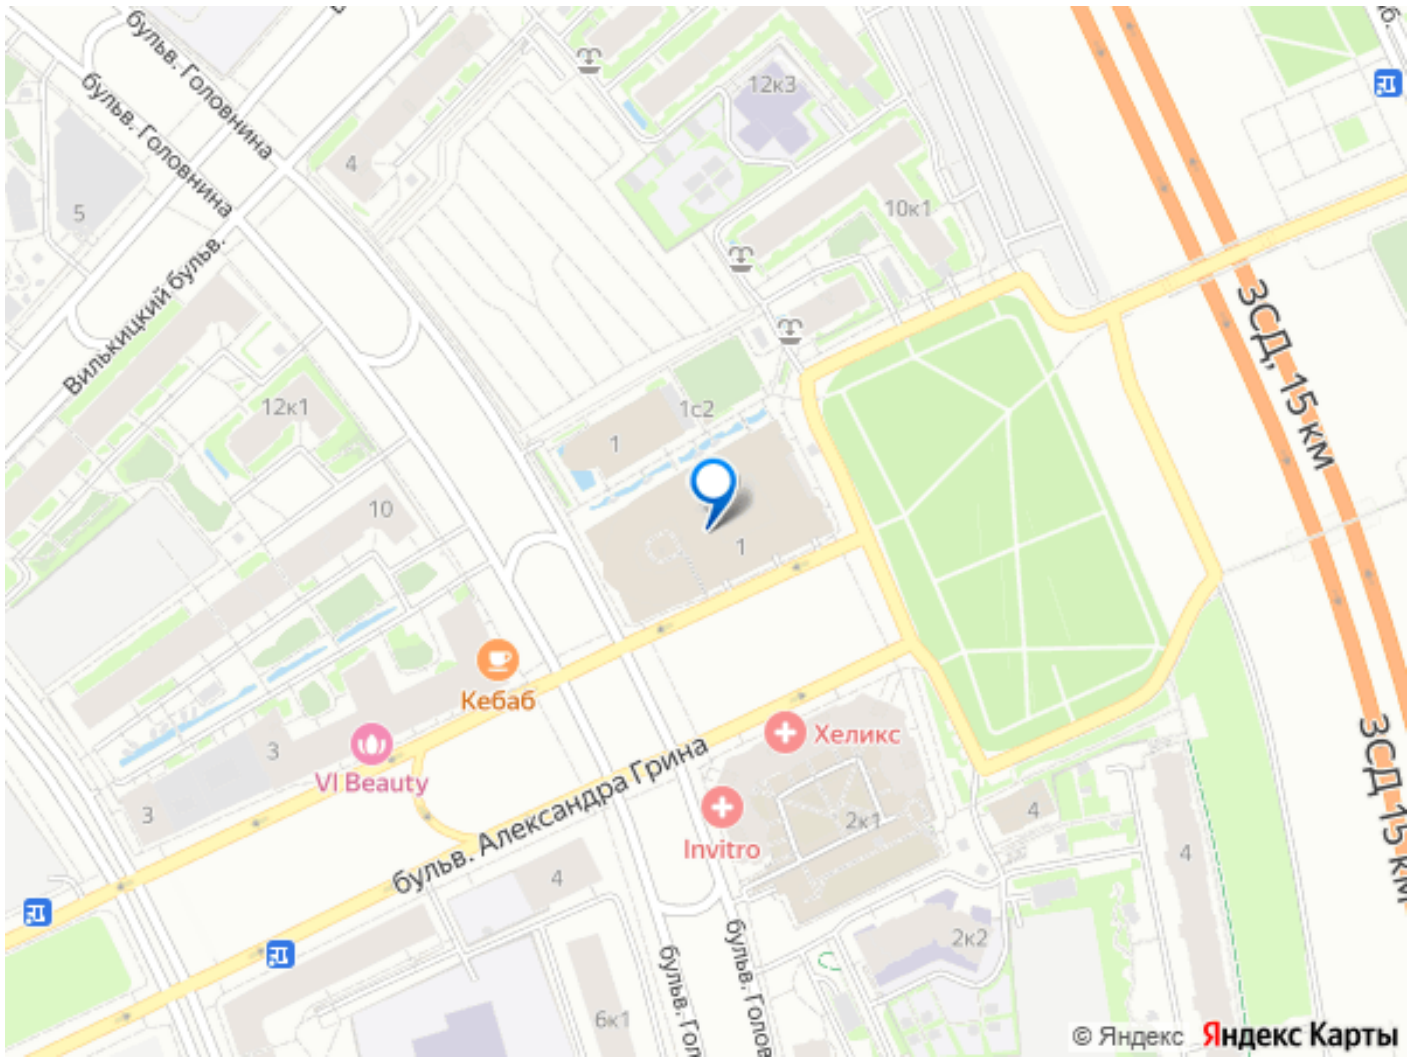 бульв. Головнина
бульв. Головнина
12к3
4
5
10к1
Вилькицкий бульв.
ЗСД, 15 км
12к1
1с2
1
10
1
Кебаб
3
VI Beauty
3
Хеликс
бульв. Александра Грина
Invitro
2к1
4
4
4
ЗСД 15 км
2к2
бульв. Гол
бульв. Голов
6к1
© Яндекс Яндекс Карты